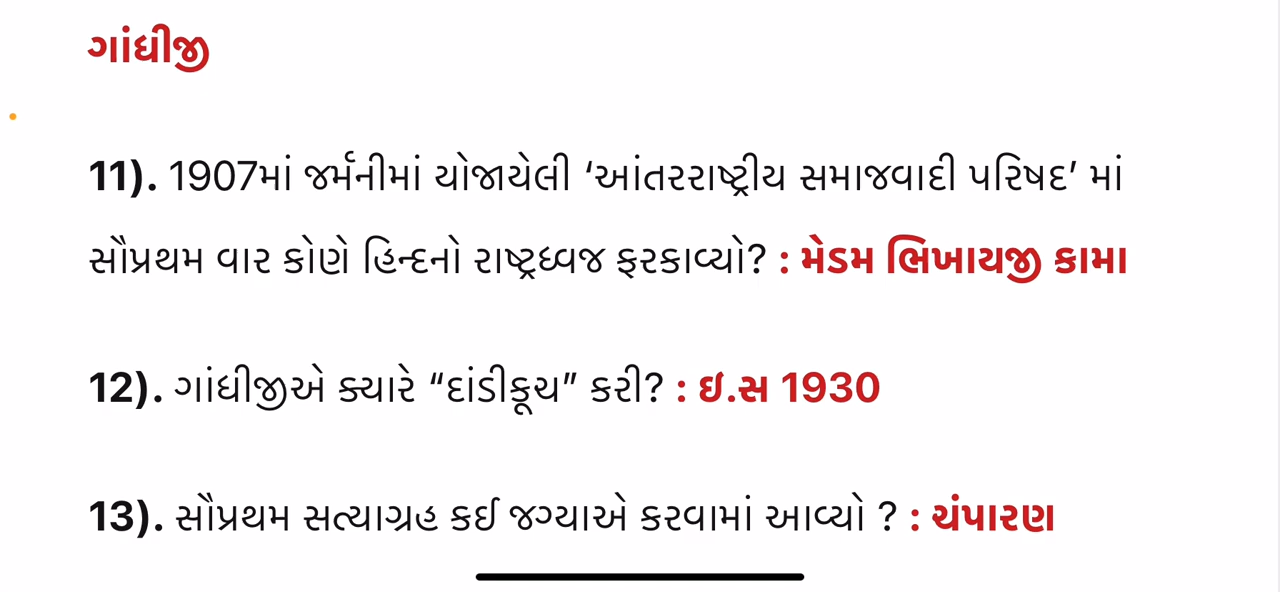 ગાંધીજી
11). 1907માં જર્મનીમાં યોજાયેલી ‘આંતરરાષ્ટ્રીય સમાજવાદી પરિષદ’ માં
સૌપ્રથમ વાર કોણે હિન્દનો રાષ્ટ્રધ્વજ ફરકાવ્યો? : મેડમ ભિખાયજી કામા
12). ગાંધીજીએ ક્યારે “દાંડીકૂચ” કરી? : ઇ.સ 1930
13). સૌપ્રથમ સત્યાગ્રહ કઈ જગ્યાએ કરવામાં આવ્યો ? : ચંપારણ